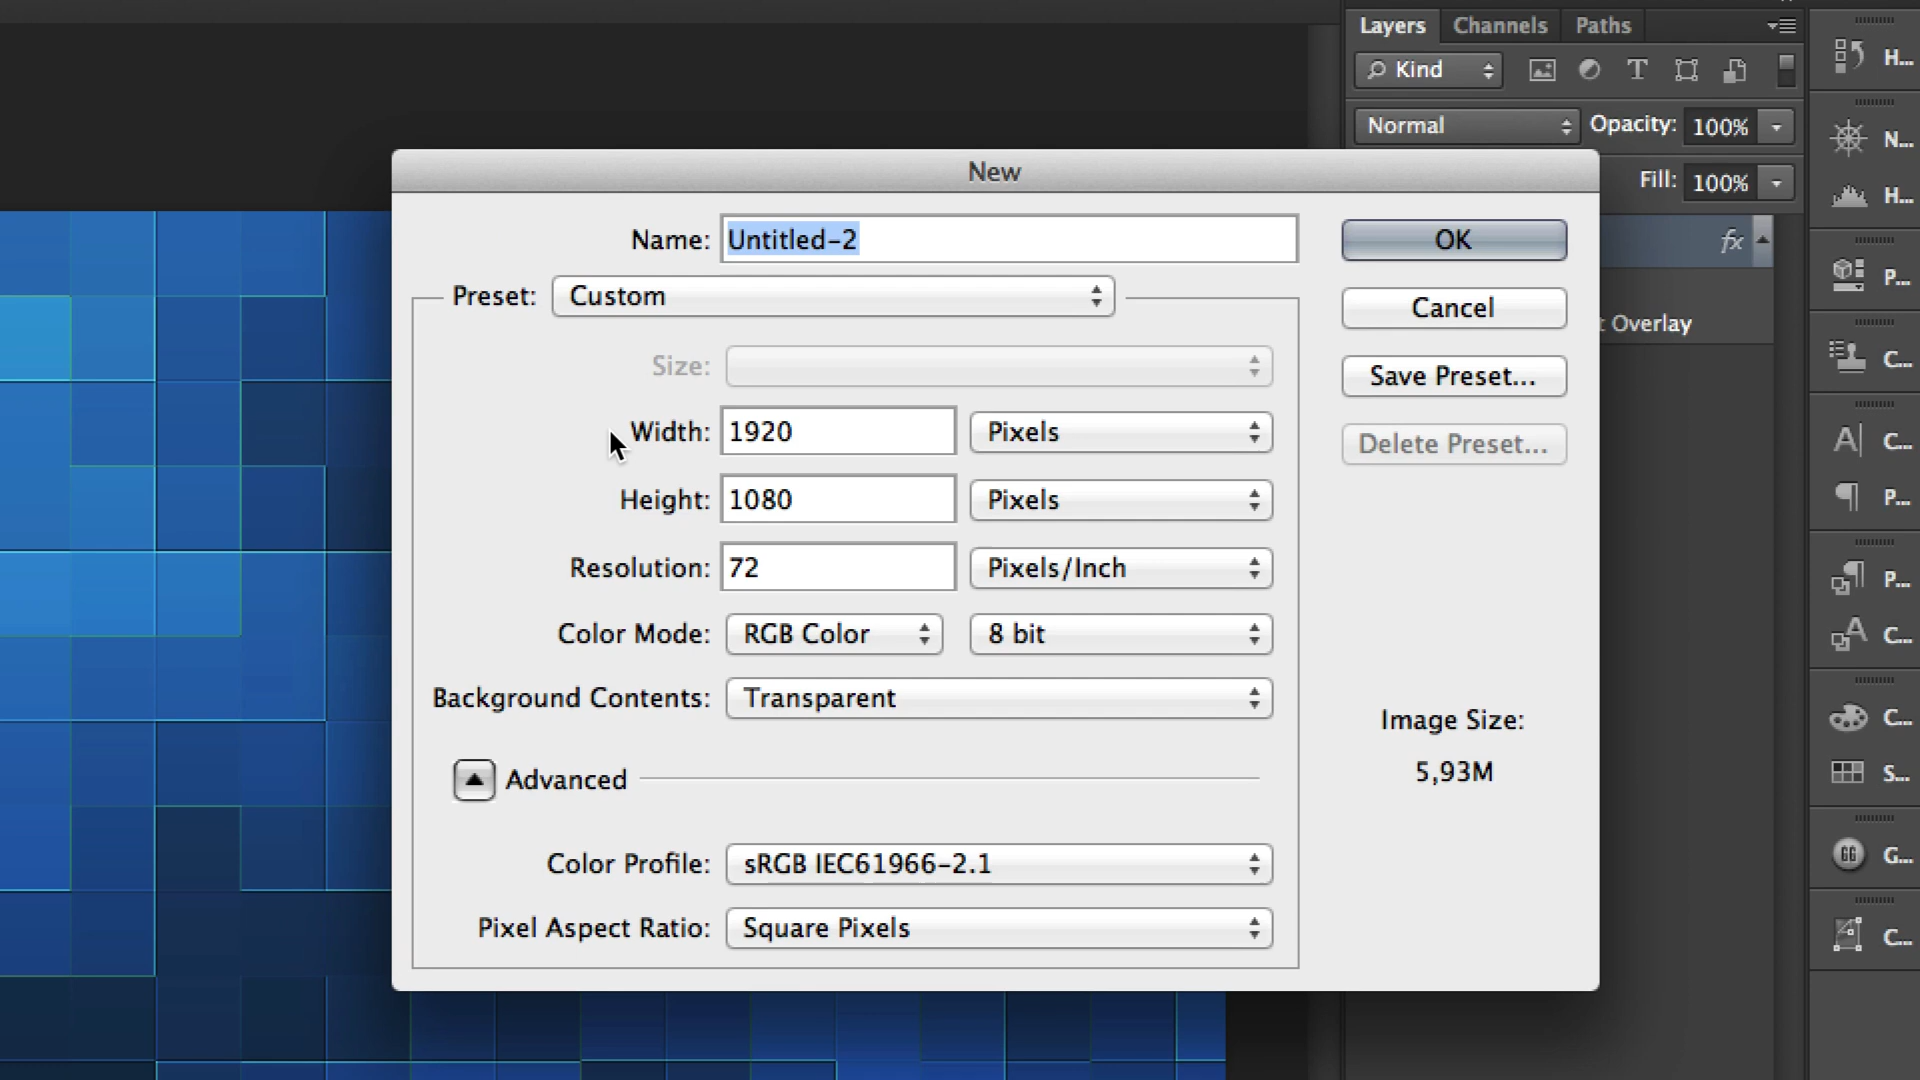 Layers Channels Paths
Kind
H...
Normal Opacity: 100%
N...
New
Fill: 100%
H...
Name: Untitled-2 OK
fx
Preset: Custom Cancel
P...
t Overlay
Size:
Save Preset...
C...
Width: 1920 Pixels
Delete Preset...
C...
Height: 1080 Pixels
P...
Resolution: 72 Pixels/Inch
P...
Color Mode: RGB Color 8 bit
C...
Background Contents: Transparent
Image Size:
C...
5,93M
Advanced
S...
Color Profile: sRGB IEC61966-2.1
GG
G...
Pixel Aspect Ratio: Square Pixels
C...